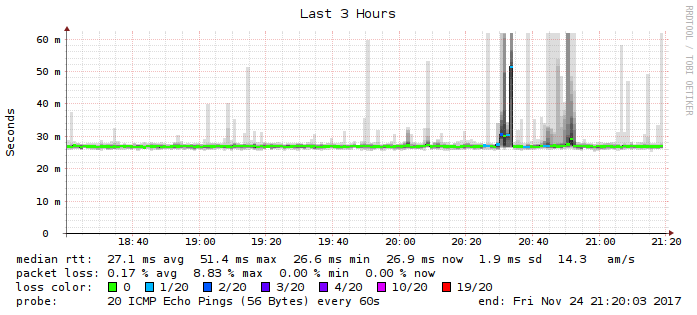 Last 3 Hours
RRDTOOL / TOBI OETIKER
Seconds
60 m
50 m
40 m
30 m
20 m
10 m
0
18:40 19:00 19:20 19:40 20:00 20:20 20:40 21:00 21:20
median rtt: 27.1 ms avg 51.4 ms max 26.6 ms min 26.9 ms now 1.9 ms sd 14.3 am/s
packet loss: 0.17 % avg 8.83 % max 0.00 % min 0.00 % now
loss color: 0 1/20 2/20 3/20 4/20 10/20 19/20
probe: 20 ICMP Echo Pings (56 Bytes) every 60s end: Fri Nov 24 21:20:03 2017